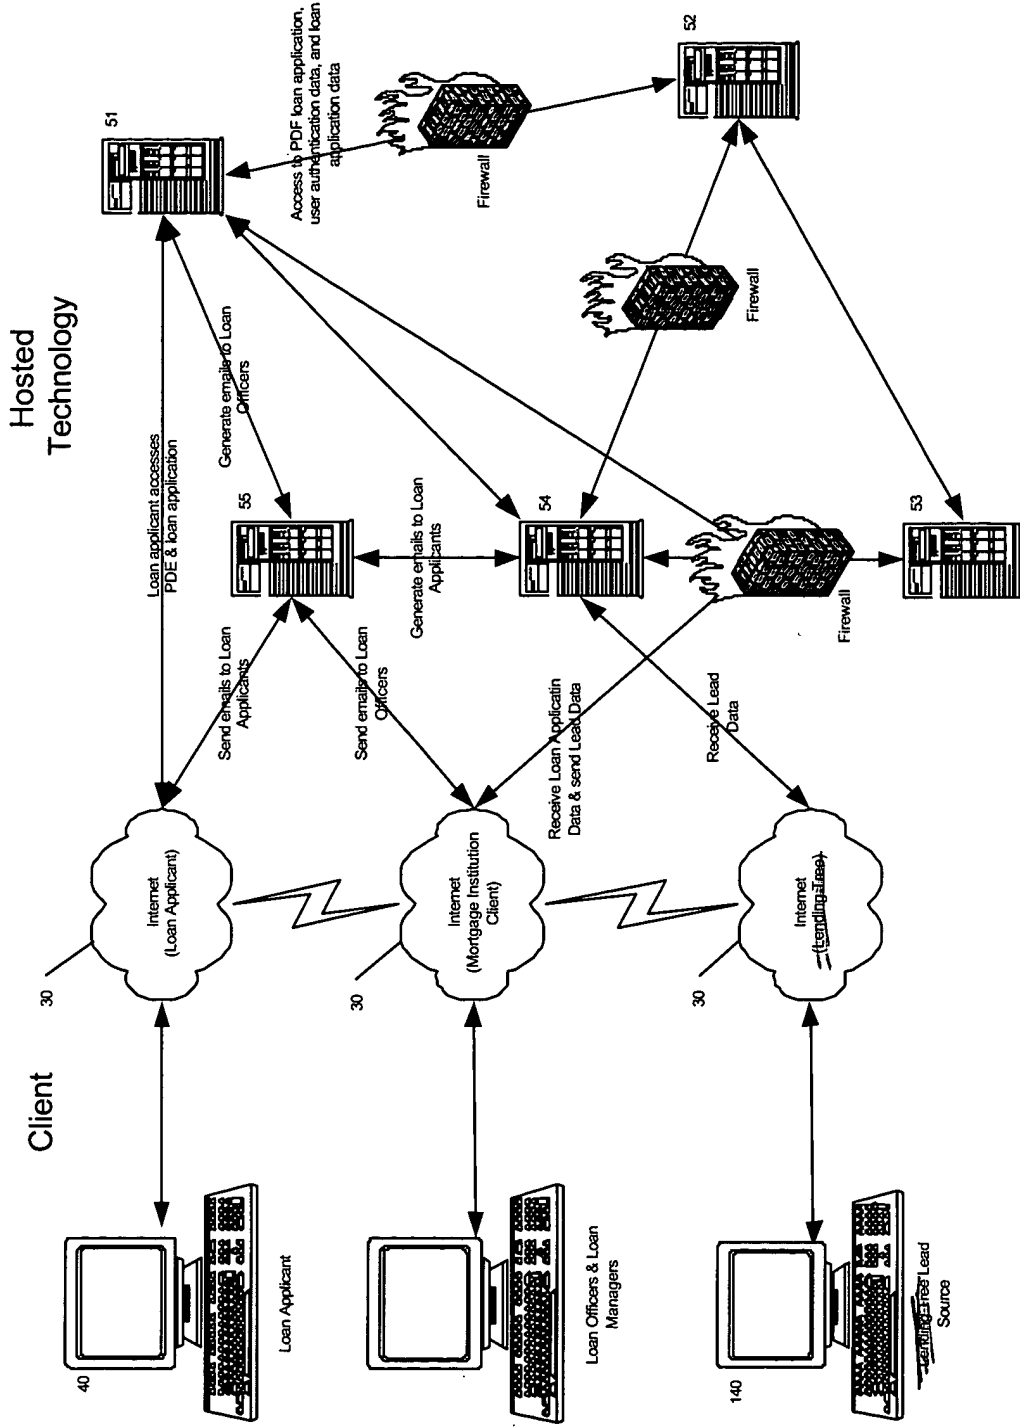 Hosted
Technology
Client
51
52
53
54
55
Access to PDF loan application,
user authentication data, and loan
application data
Firewall
Firewall
Firewall
Loan applicant accesses
PDE & loan application
Generate emails to Loan
Officers
Generate emails to Loan
Applicants
Send emails to Loan
Applicants
Send emails to Loan
Officers
Receive Loan Applicatin
Data & send Lead Data
Receive Lead
Data
Internet
(Loan Applicant)
30
Internet
(Mortgage Institution
Client)
30
Internet
(Lending Tree)
30
40
Loan Applicant
Loan Officers & Loan
Managers
140
Lending Tree Lead
Source